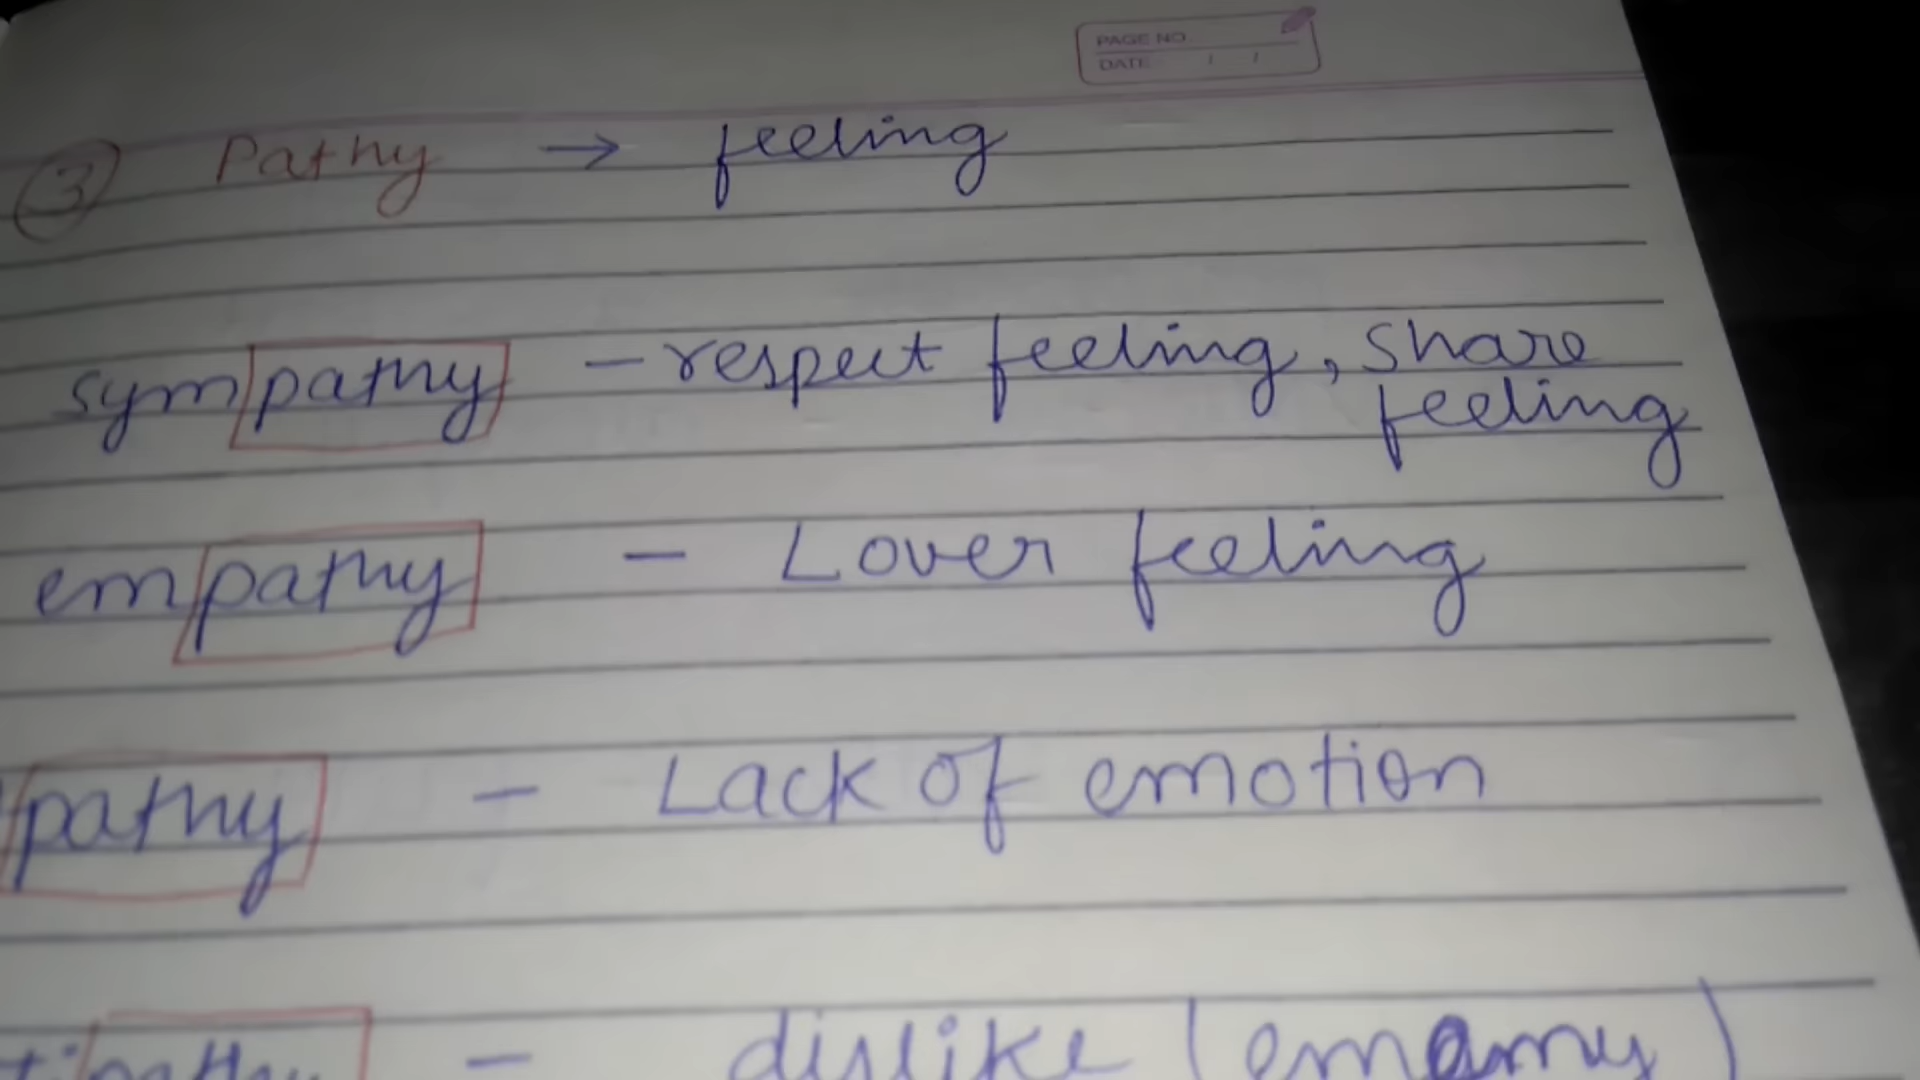 PAGE NO.
DATE / /
③ Pathy → feeling
sympathy - respect feeling, share
feeling
empathy - Lover feeling
pathy - Lack of emotion
pathy - dislike (